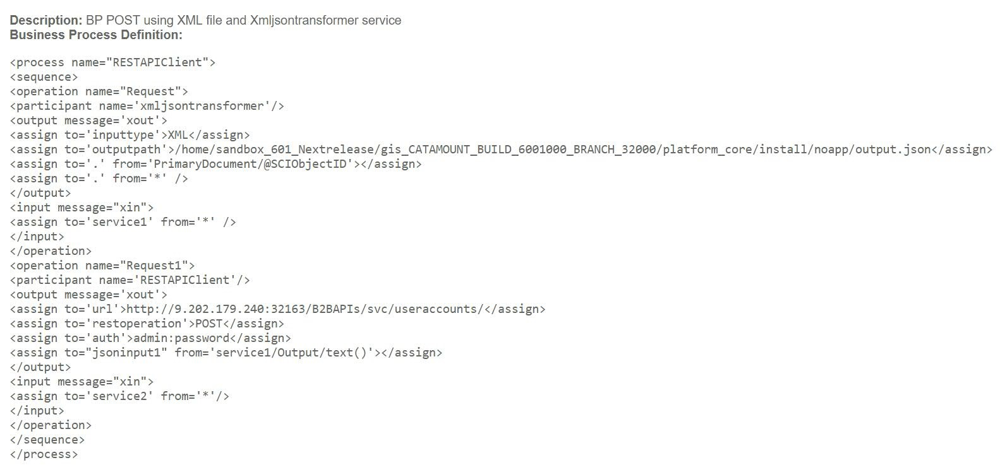 Description: BP POST using XML file and Xmljsontransformer service
Business Process Definition:
<process name="RESTAPIClient">
<sequence>
<operation name="Request">
<participant name='xmljsontransformer'/>
<output message='xout'>
<assign to='inputtype'>XML</assign>
<assign to='outputpath'>/home/sandbox_601_Nextrelease/gis_CATAMOUNT_BUILD_6001000_BRANCH_32000/platform_core/install/noapp/output.json</assign>
<assign to='.' from='PrimaryDocument/@SCIObjectID'></assign>
<assign to='.' from='*' />
</output>
<input message="xin">
<assign to='service1' from='*' />
</input>
</operation>
<operation name="Request1">
<participant name='RESTAPIClient'/>
<output message='xout'>
<assign to='url'>http://9.202.179.240:32163/B2BAPIs/svc/useraccounts/</assign>
<assign to='restoperation'>POST</assign>
<assign to='auth'>admin:password</assign>
<assign to="jsoninput1" from='service1/Output/text()'></assign>
</output>
<input message="xin">
<assign to='service2' from='*'/>
</input>
</operation>
</sequence>
</process>